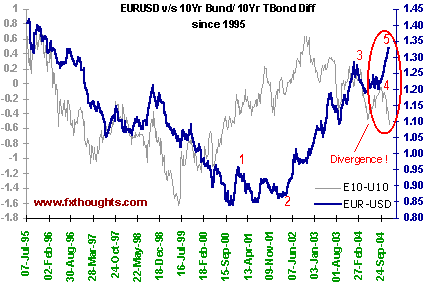 EURUSD v/s 10Yr Bund/ 10Yr TBond Diff
since 1995
1
0.8
0.6
0.4
0.2
0
-0.2
-0.4
-0.6
-0.8
-1
-1.2
-1.4
-1.6
1.45
1.40
1.35
1.30
1.25
1.20
1.15
1.10
1.05
1.00
0.95
0.90
0.85
0.80
1
2
3
4
5
Divergence !
E10-U10
EUR-USD
www.fxthoughts.com
07-Jul-95
02-Feb-96
30-Aug-96
28-Mar-97
24-Oct-97
22-May-98
18-Dec-98
16-Jul-99
11-Feb-00
15-Sep-00
13-Apr-01
09-Nov-01
07-Jun-02
03-Jan-03
01-Aug-03
27-Feb-04
24-Sep-04